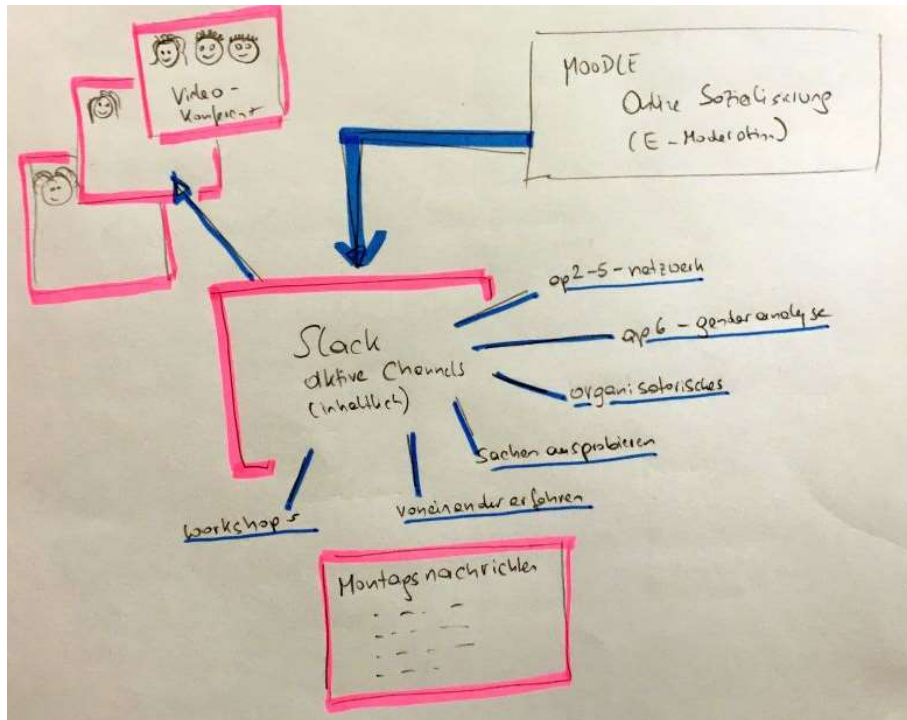 Video-
Konferenz
MOODLE
Online Sozialisierung
(E-Moderation)
Slack
aktive Channels
(inhaltlich)
ap2-5-netzwerk
ap6-genderanalyse
organisatorisches
Sachen ausprobieren
voneinander erfahren
workshops
Montagsnachrichten